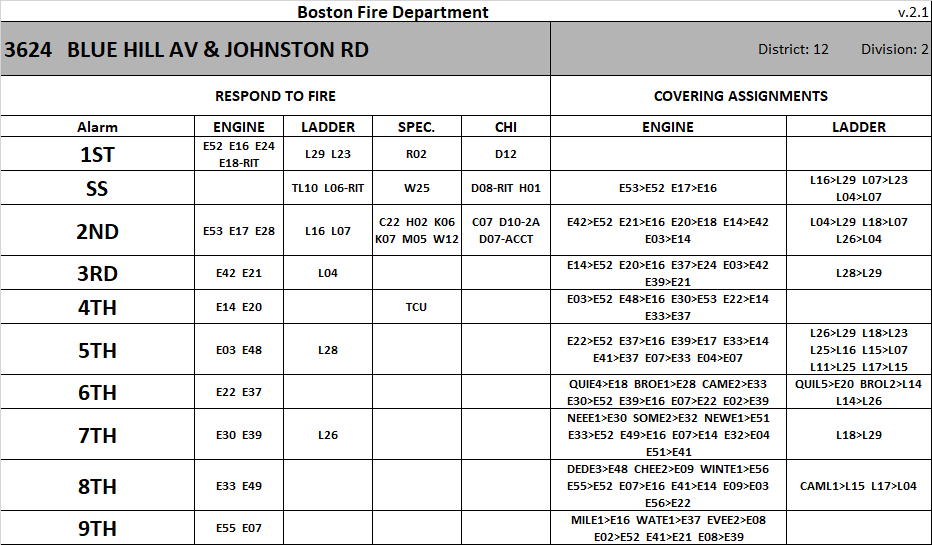 Boston Fire Department v.2.1
3624 BLUE HILL AV & JOHNSTON RD District: 12 Division: 2
RESPOND TO FIRE COVERING ASSIGNMENTS
Alarm ENGINE LADDER SPEC. CHI ENGINE LADDER
1ST
E52 E16 E24
E18-RIT
L29 L23
R02
D12
SS
TL10 L06-RIT
W25
D08-RIT H01
E53>E52 E17>E16
L16>L29 L07>L23
L04>L07
2ND
E53 E17 E28
L16 L07
C22 H02 K06
K07 M05 W12
C07 D10-2A
D07-ACCT
E42>E52 E21>E16 E20>E18 E14>E42
E03>E14
L04>L29 L18>L07
L26>L04
3RD
E42 E21
L04
E14>E52 E20>E16 E37>E24 E03>E42
E39>E21
L28>L29
4TH
E14 E20
TCU
E03>E52 E48>E16 E30>E53 E22>E14
E33>E37
5TH
E03 E48
L28
E22>E52 E37>E16 E39>E17 E33>E14
E41>E37 E07>E33 E04>E07
L26>L29 L18>L23
L25>L16 L15>L07
L11>L25 L17>L15
6TH
E22 E37
QUIE4>E18 BROE1>E28 CAME2>E33
E30>E52 E39>E16 E07>E22 E02>E39
QUIL5>E20 BROL2>L14
L14>L26
7TH
E30 E39
L26
NEEE1>E30 SOME2>E32 NEWE1>E51
E33>E52 E49>E16 E07>E14 E32>E04
E51>E41
L18>L29
8TH
E33 E49
DEDE3>E48 CHEE2>E09 WINTE1>E56
E55>E52 E07>E16 E41>E14 E09>E03
E56>E22
CAML1>L15 L17>L04
9TH
E55 E07
MILE1>E16 WATE1>E37 EVEE2>E08
E02>E52 E41>E21 E08>E39